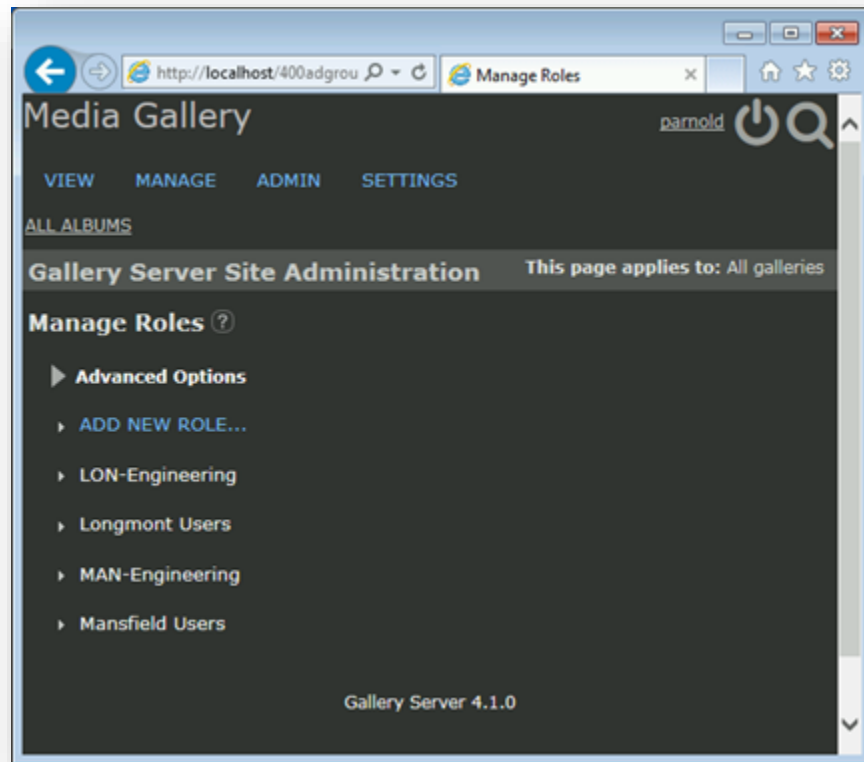 http://localhost/400adgrou
Manage Roles
Media Gallery
parnold
VIEW MANAGE ADMIN SETTINGS
ALL ALBUMS
Gallery Server Site Administration This page applies to: All galleries
Manage Roles ?
Advanced Options
ADD NEW ROLE...
LON-Engineering
Longmont Users
MAN-Engineering
Mansfield Users
Gallery Server 4.1.0